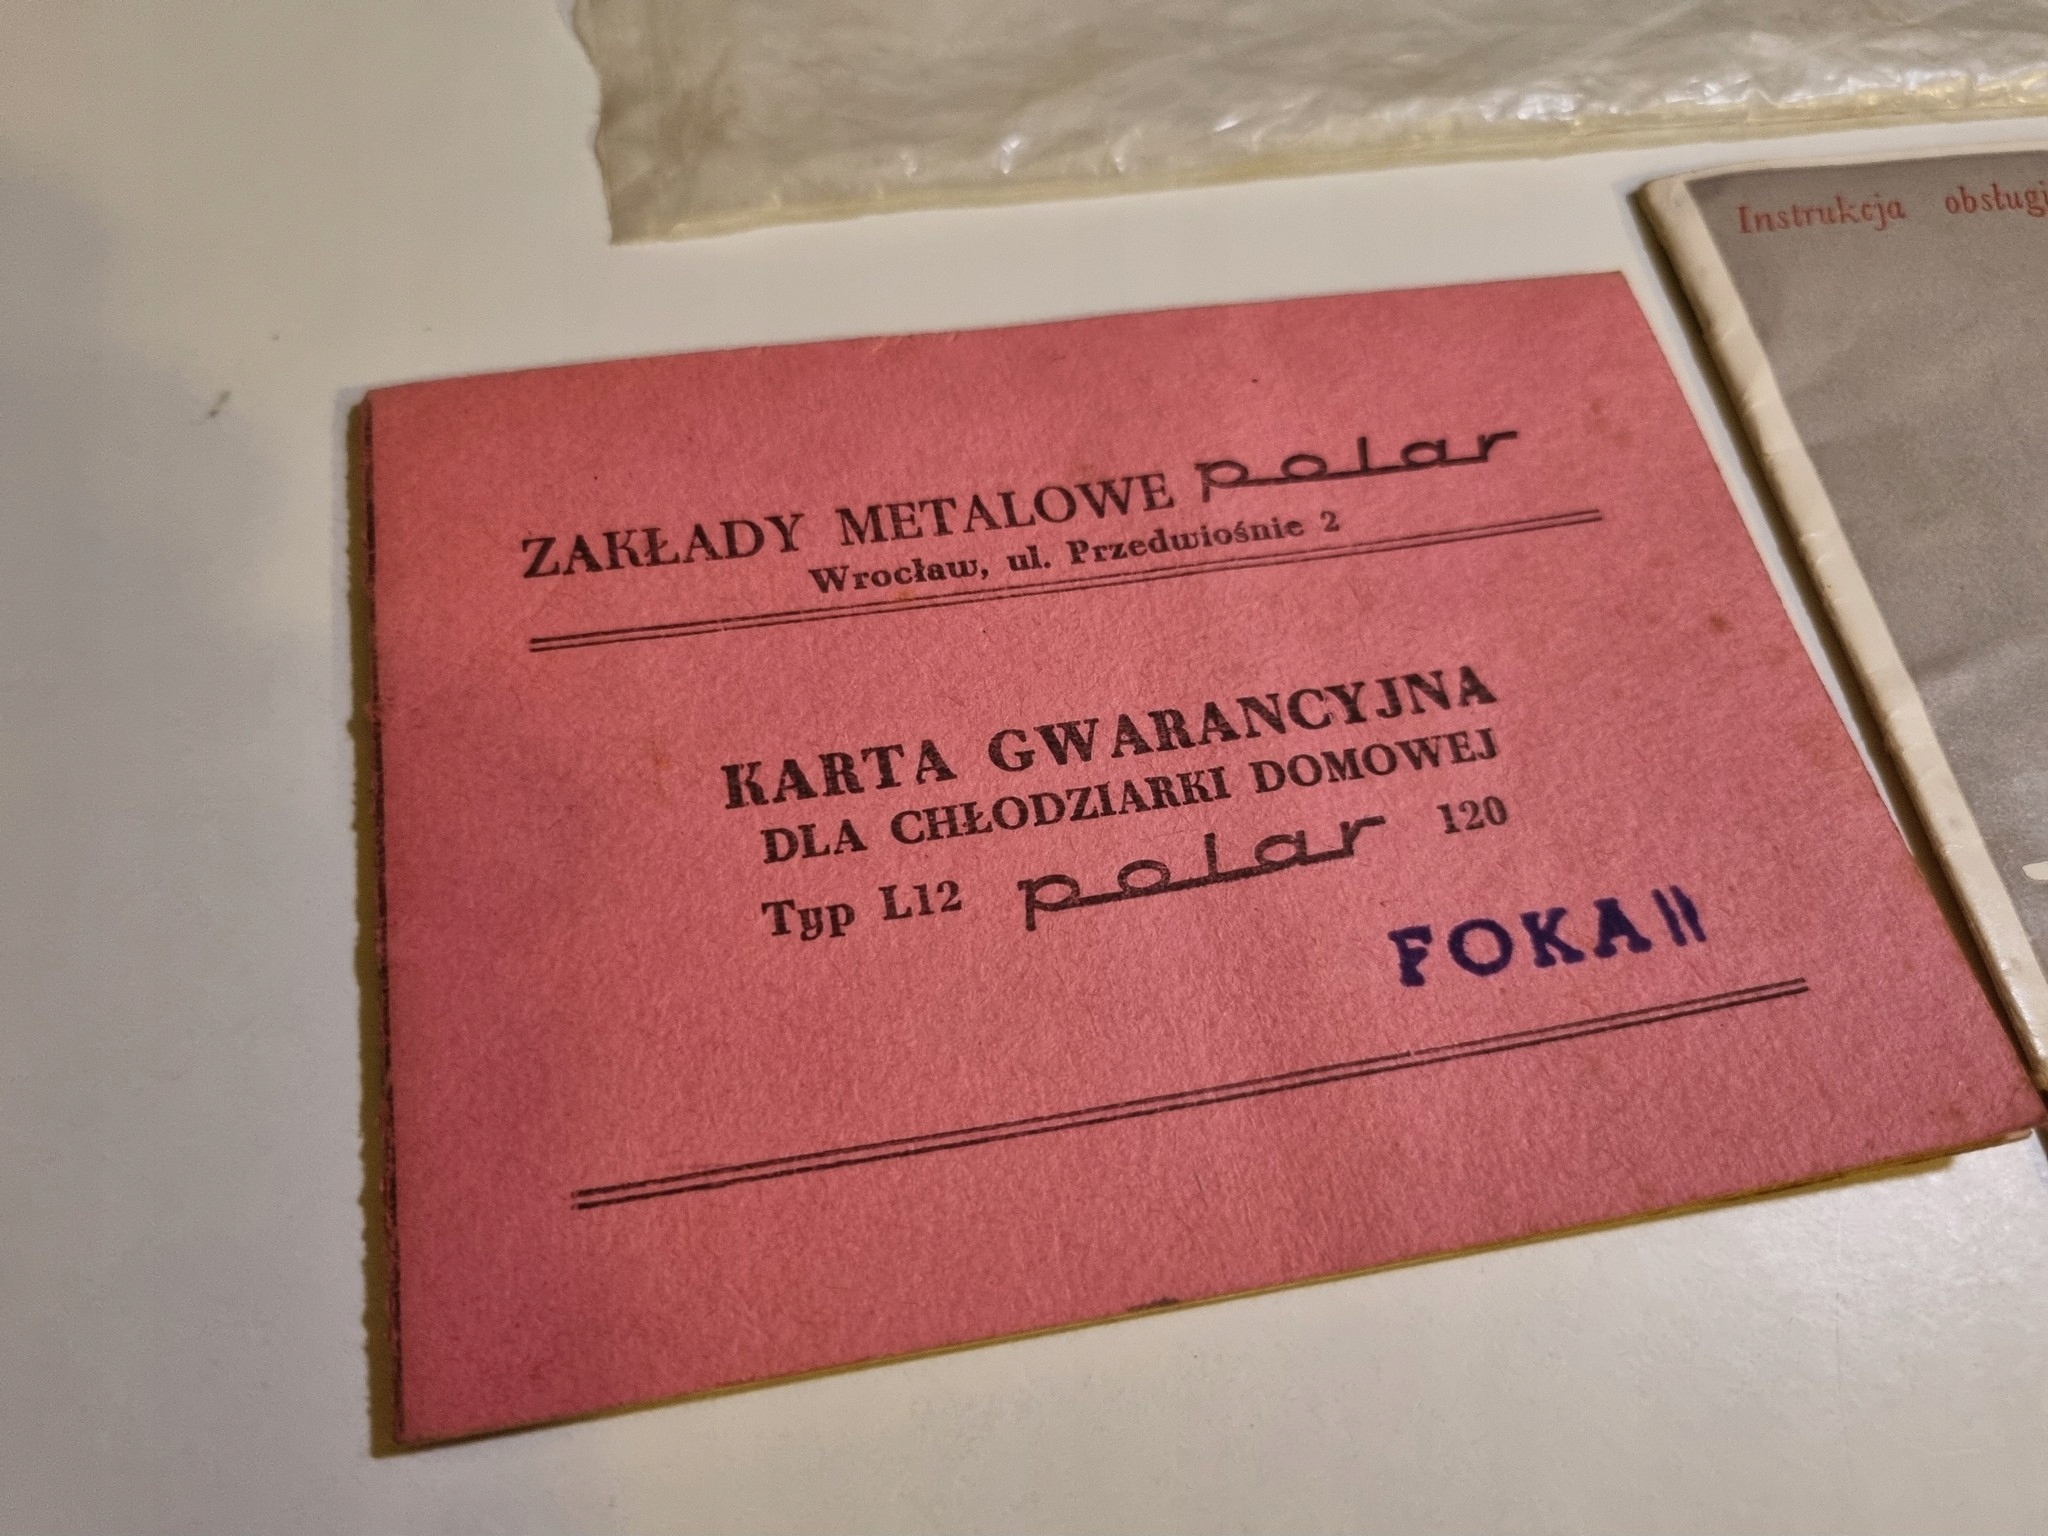 ZAKŁADY METALOWE polar
Wrocław, ul. Przedwiośnie 2
KARTA GWARANCYJNA
DLA CHŁODZIARKI DOMOWEJ
Typ L12 polar 120
FOKA II
Instrukcja obsługi